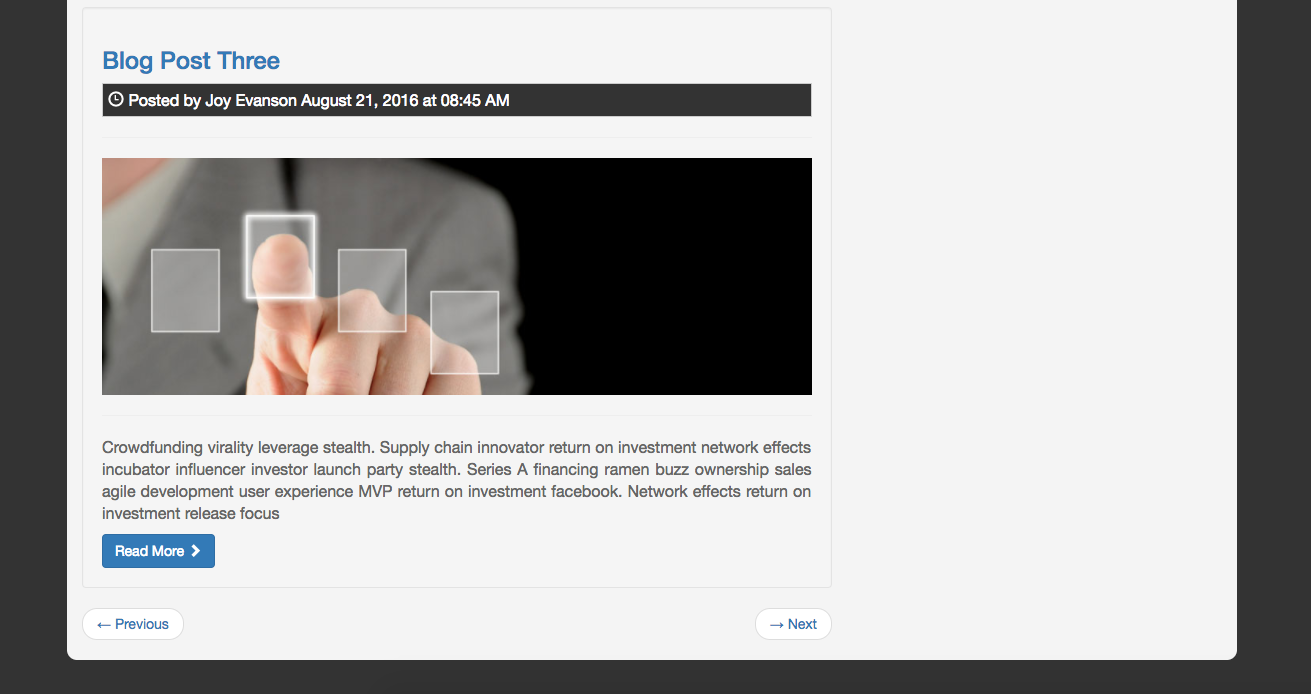 Blog Post Three
Posted by Joy Evanson August 21, 2016 at 08:45 AM
Crowdfunding virality leverage stealth. Supply chain innovator return on investment network effects
incubator influencer investor launch party stealth. Series A financing ramen buzz ownership sales
agile development user experience MVP return on investment facebook. Network effects return on
investment release focus
Read More
← Previous
→ Next